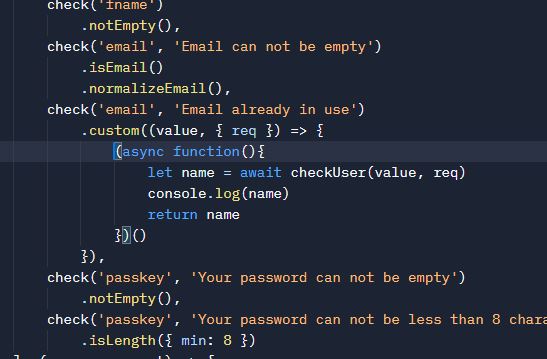 check('fname')
.notEmpty(),
check('email', 'Email can not be empty')
.isEmail()
.normalizeEmail(),
check('email', 'Email already in use')
.custom((value, { req }) => {
(async function(){
let name = await checkUser(value, req)
console.log(name)
return name
})()
}),
check('passkey', 'Your password can not be empty')
.notEmpty(),
check('passkey', 'Your password can not be less than 8 chara
.isLength({ min: 8 })